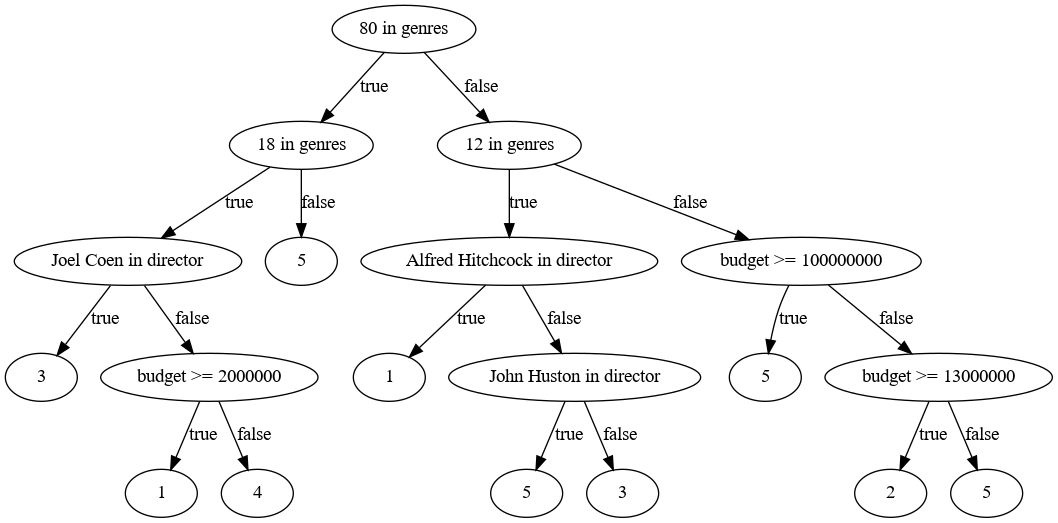 80 in genres
true
false
18 in genres
12 in genres
true
false
true
false
Joel Coen in director
5
Alfred Hitchcock in director
budget >= 100000000
true
false
true
false
true
false
3
budget >= 2000000
1
John Huston in director
5
budget >= 13000000
true
false
true
false
true
false
1
4
5
3
2
5